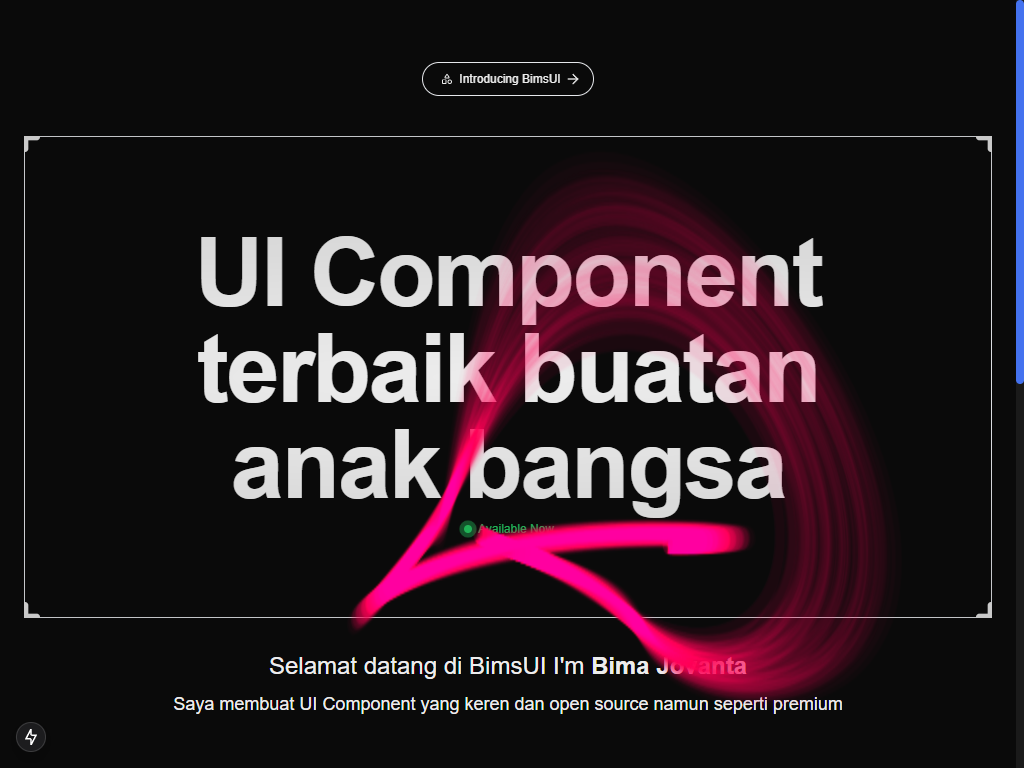 Introducing BimsUI
UI Component
terbaik buatan
anak bangsa
Available Now
Selamat datang di BimsUI I'm Bima Jovanta
Saya membuat UI Component yang keren dan open source namun seperti premium